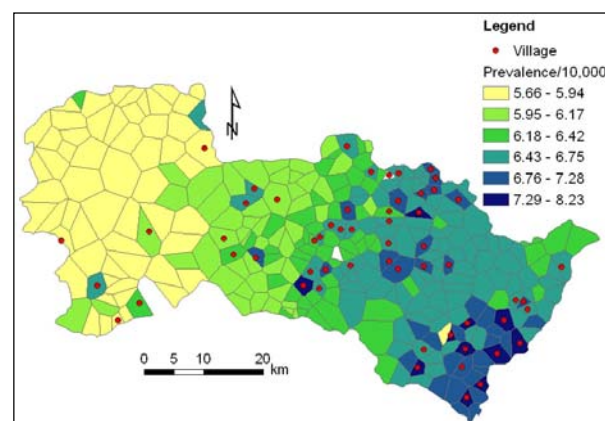 Legend
Village
Prevalence/10,000
5.66 - 5.94
5.95 - 6.17
6.18 - 6.42
6.43 - 6.75
6.76 - 7.28
7.29 - 8.23
N
0 5 10 20
km